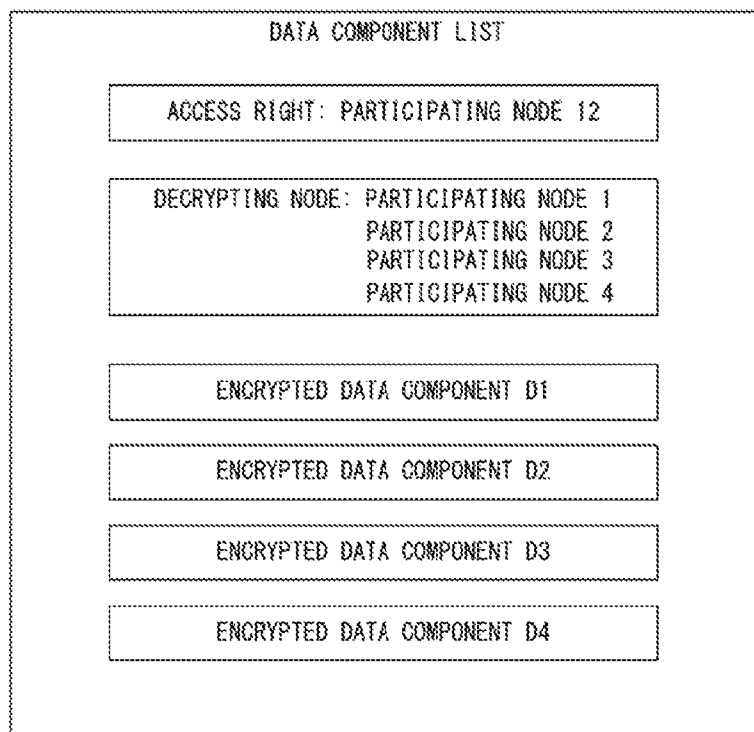 DATA COMPONENT LIST
ACCESS RIGHT: PARTICIPATING NODE 12
DECRYPTING NODE: PARTICIPATING NODE 1
PARTICIPATING NODE 2
PARTICIPATING NODE 3
PARTICIPATING NODE 4
ENCRYPTED DATA COMPONENT D1
ENCRYPTED DATA COMPONENT D2
ENCRYPTED DATA COMPONENT D3
ENCRYPTED DATA COMPONENT D4